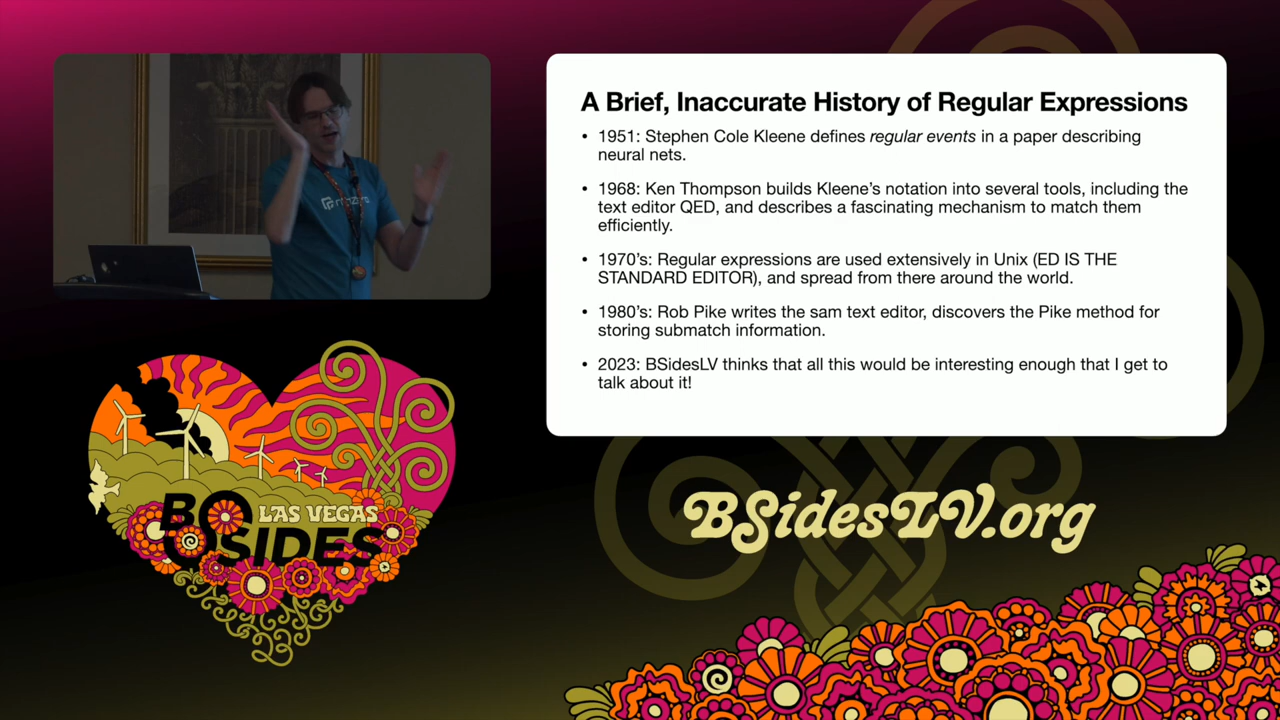 A Brief, Inaccurate History of Regular Expressions
• 1951: Stephen Cole Kleene defines regular events in a paper describing
neural nets.
• 1968: Ken Thompson builds Kleene's notation into several tools, including the
text editor QED, and describes a fascinating mechanism to match them
efficiently.
• 1970's: Regular expressions are used extensively in Unix (ED IS THE
STANDARD EDITOR), and spread from there around the world.
• 1980's: Rob Pike writes the sam text editor, discovers the Pike method for
storing submatch information.
• 2023: BSidesLV thinks that all this would be interesting enough that I get to
talk about it!
LAS VEGAS
BSIDES
23
BSidesLV.org